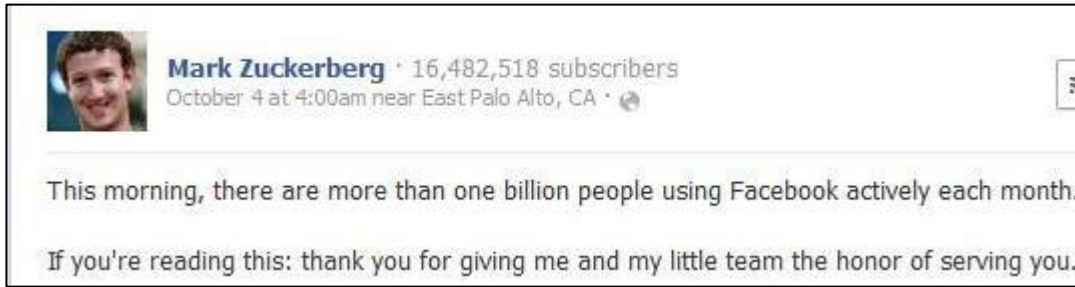 Mark Zuckerberg · 16,482,518 subscribers
October 4 at 4:00am near East Palo Alto, CA ·
This morning, there are more than one billion people using Facebook actively each month.
If you're reading this: thank you for giving me and my little team the honor of serving you.